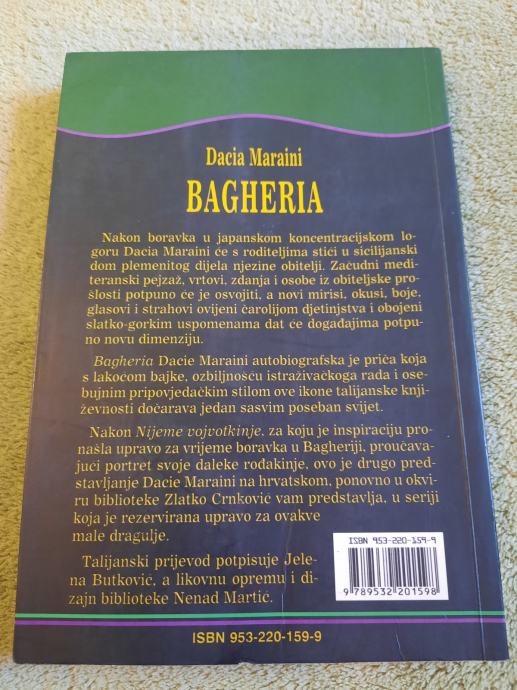 Dacia Maraini
BAGHERIA
Nakon boravka u japanskom koncentracijskom lo-
goru Dacia Maraini će s roditeljima stići u sicilijanski
dom plemenitog dijela njezine obitelji. Začudni medi-
teranski pejzaž, vrtovi, zdanja i osobe iz obiteljske pro-
šlosti potpuno će je osvojiti, a novi mirisi, okusi, boje,
glasovi i strahovi ovijeni čarolijom djetinjstva i obojeni
slatko-gorkim uspomenama dat će događajima potpu-
no novu dimenziju.
Bagheria Dacie Maraini autobiografska je priča koja
s lakoćom bajke, ozbiljnošću istraživačkoga rada i ose-
bujnim pripovjedačkim stilom ove ikone talijanske knji-
ževnosti dočarava jedan sasvim poseban svijet.
Nakon Nijeme vojvotkinje, za koju je inspiraciju pro-
našla upravo za vrijeme boravka u Bagheriji, proučava-
jući portret svoje daleke rođakinje, ovo je drugo pred-
stavljanje Dacie Maraini na hrvatskom, ponovno u okvi-
ru biblioteke Zlatko Crnković vam predstavlja, u seriji
koja je rezervirana upravo za ovakve
male dragulje.
Talijanski prijevod potpisuje Jele-
na Butković, a likovnu opremu i di-
zajn biblioteke Nenad Martić.
ISBN 953-220-159-9
9 789532 201598
ISBN 953-220-159-9